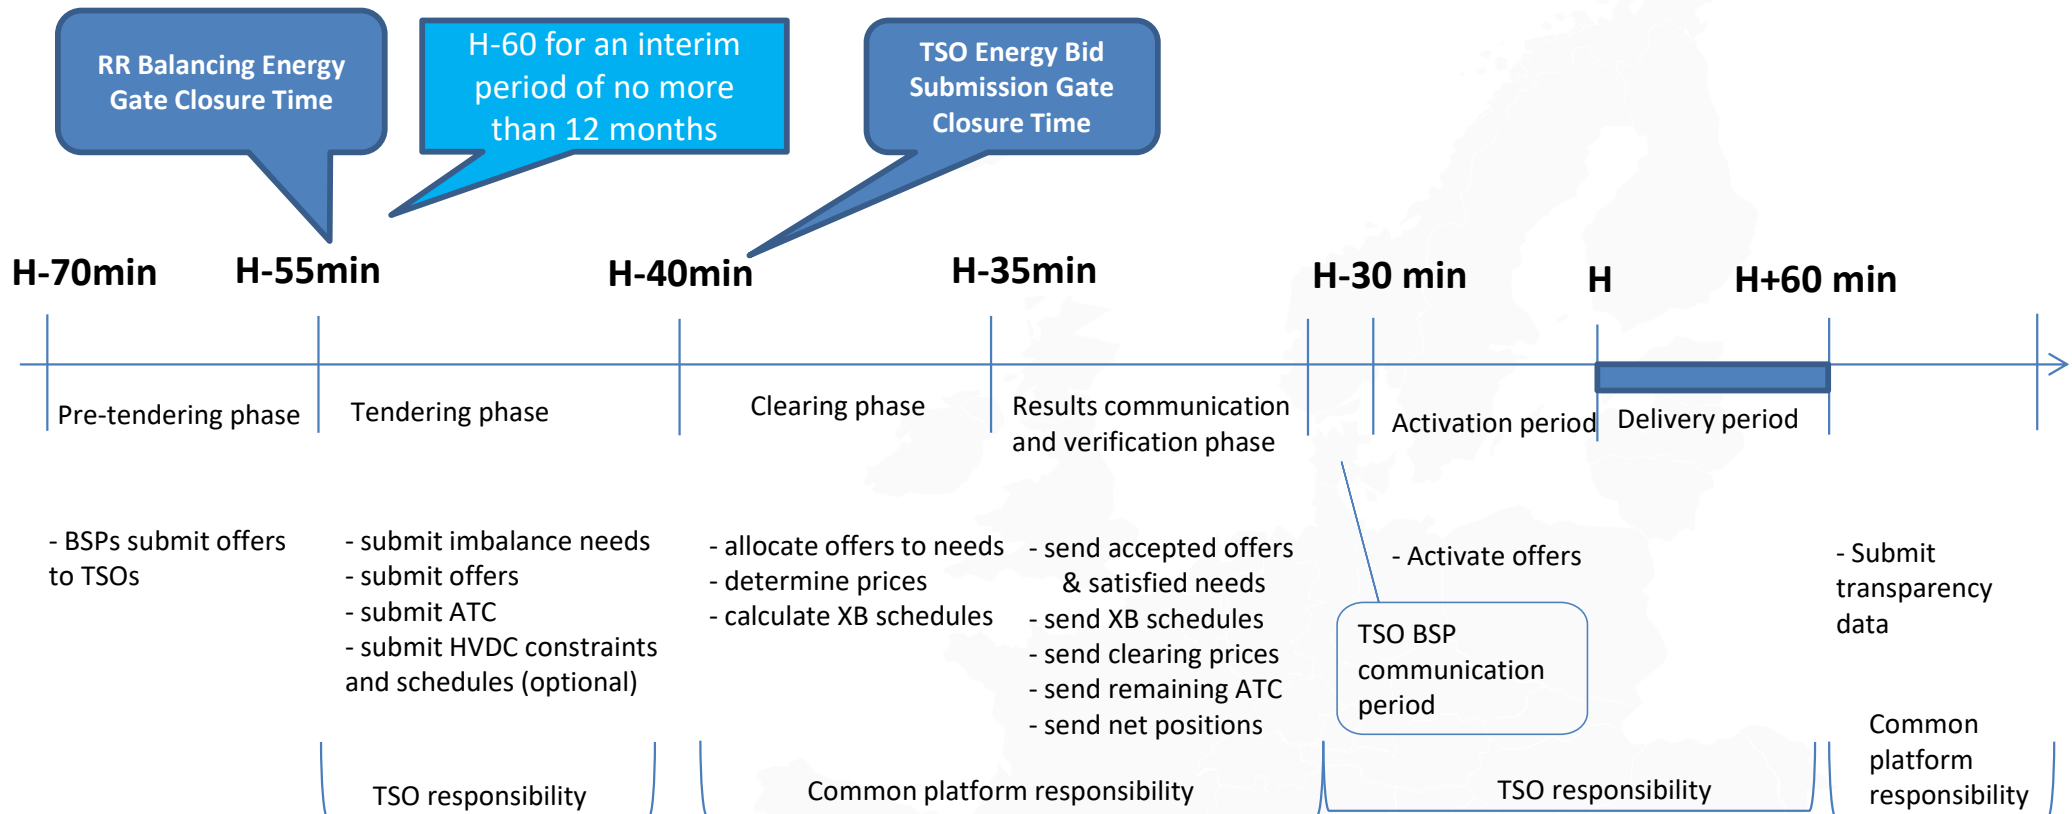 RR Balancing Energy
Gate Closure Time
H-60 for an interim
period of no more
than 12 months
TSO Energy Bid
Submission Gate
Closure Time
H-70min
H-55min
H-40min
H-35min
H-30 min
H
H+60 min
Pre-tendering phase
Tendering phase
Clearing phase
Results communication
and verification phase
Activation period
Delivery period
- BSPs submit offers
to TSOs
- submit imbalance needs
- submit offers
- submit ATC
- submit HVDC constraints
and schedules (optional)
- allocate offers to needs
- determine prices
- calculate XB schedules
- send accepted offers
& satisfied needs
- send XB schedules
- send clearing prices
- send remaining ATC
- send net positions
- Activate offers
TSO BSP
communication
period
- Submit
transparency
data
TSO responsibility
Common platform responsibility
TSO responsibility
Common
platform
responsibility